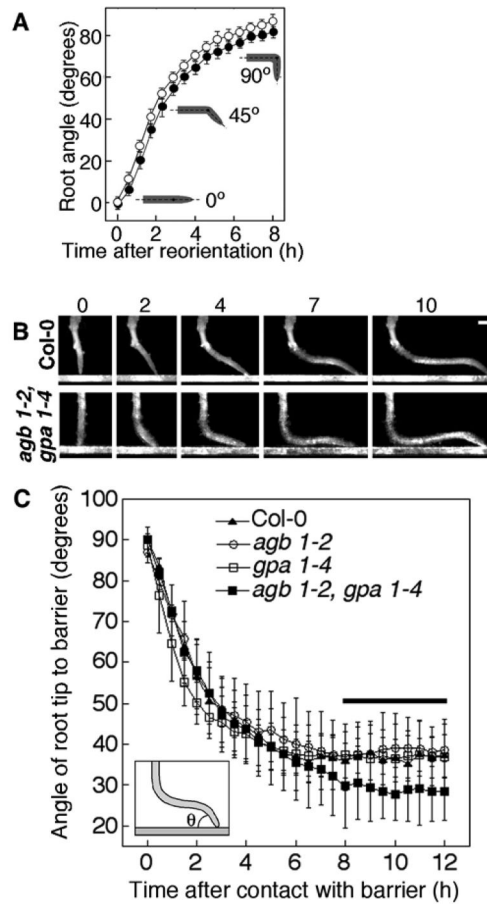 A
Root angle (degrees)
80
60
40
20
0
90º
45º
0º
0 2 4 6 8
Time after reorientation (h)
B
0 2 4 7 10
Col-0
agb 1-2,
gpa 1-4
C
Angle of root tip to barrier (degrees)
100
90
80
70
60
50
40
30
20
Col-0
agb 1-2
gpa 1-4
agb 1-2, gpa 1-4
θ
0 2 4 6 8 10 12
Time after contact with barrier (h)